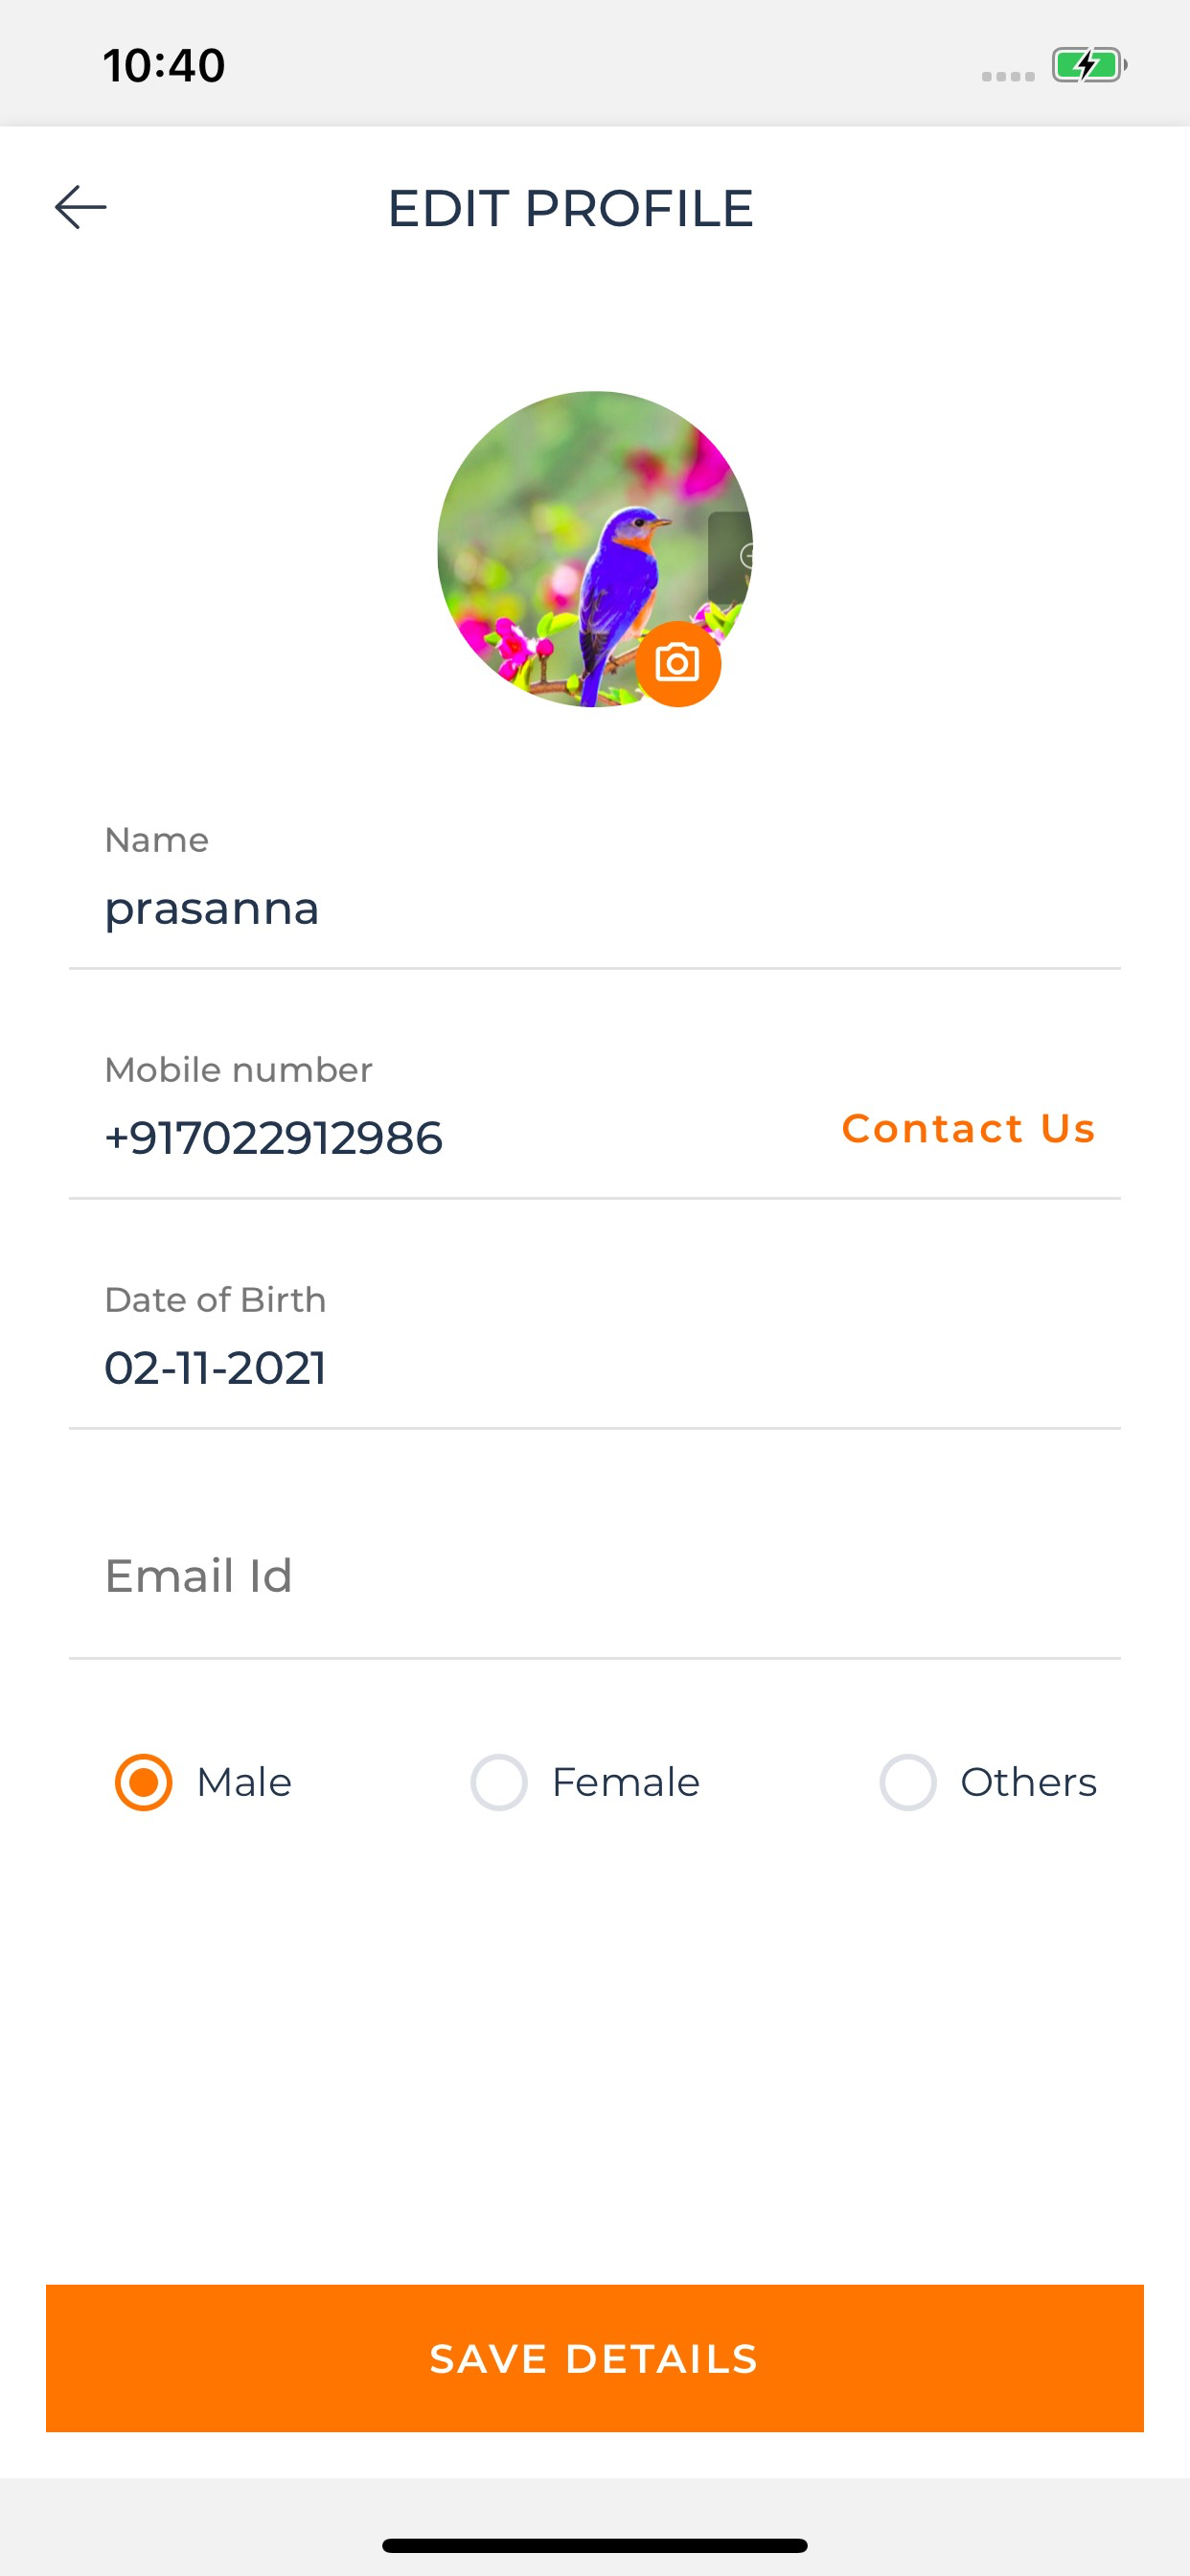 10:40
EDIT PROFILE
Name
prasanna
Mobile number
+917022912986
Contact Us
Date of Birth
02-11-2021
Email Id
Male
Female
Others
SAVE DETAILS